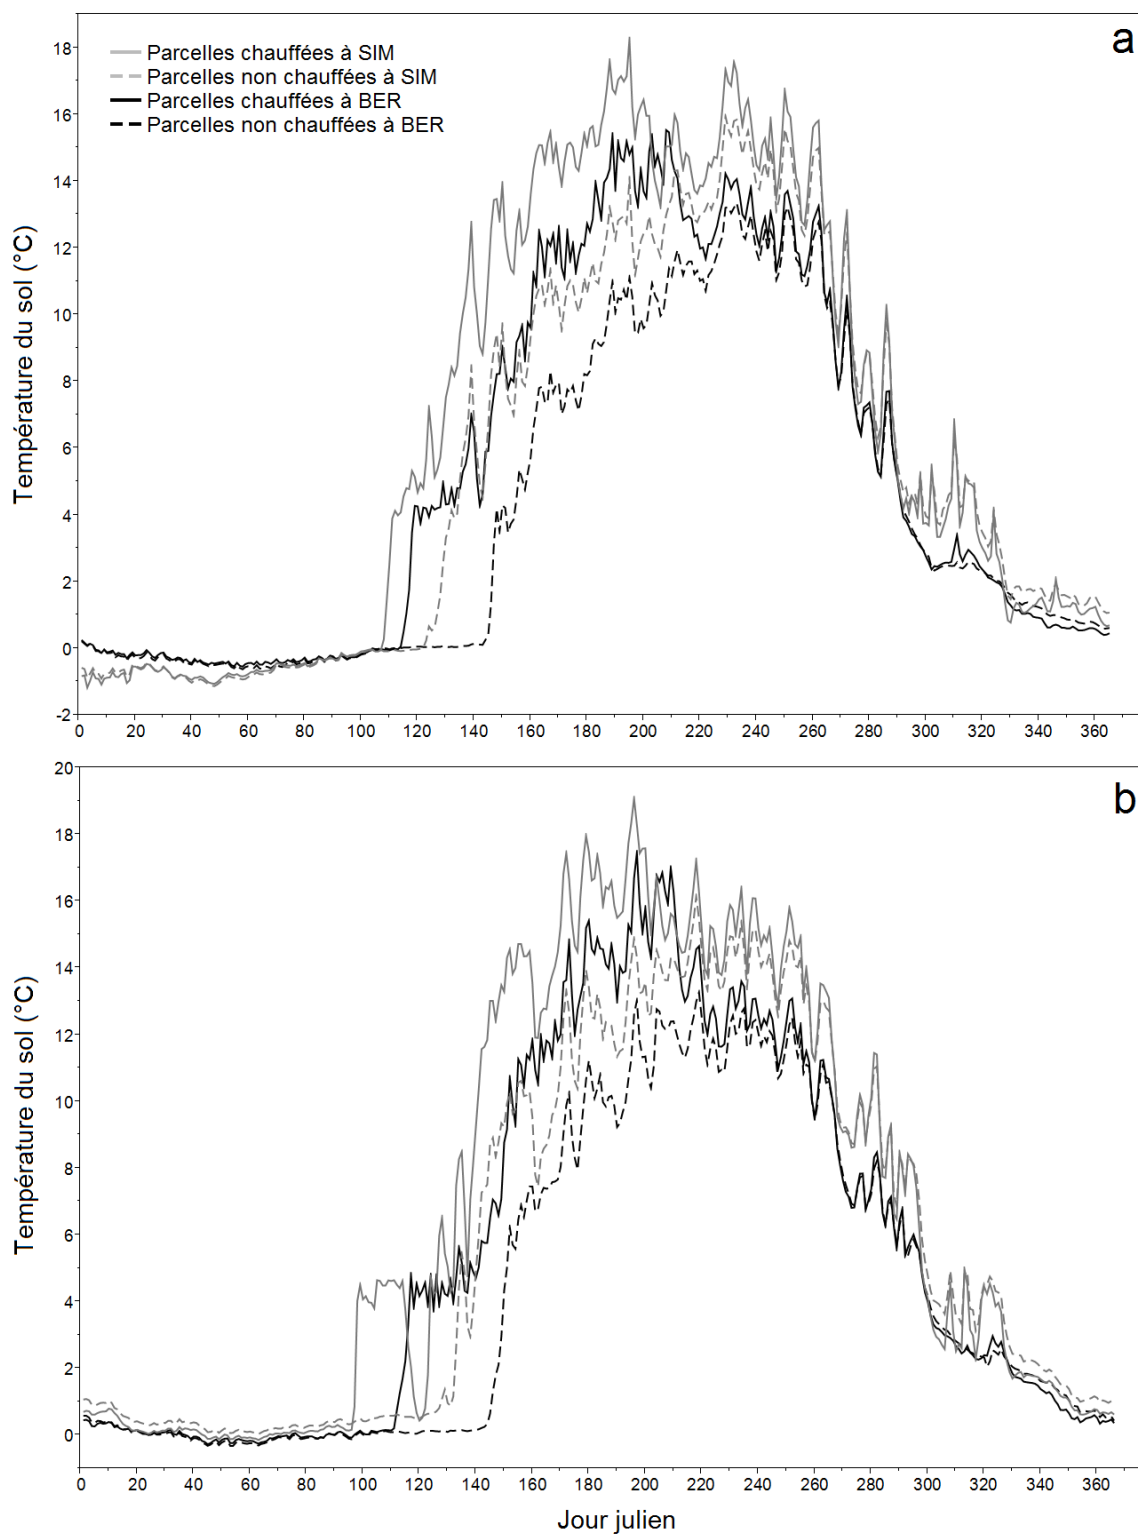 a
Parcelles chauffées à SIM
Parcelles non chauffées à SIM
Parcelles chauffées à BER
Parcelles non chauffées à BER
Température du sol (°C)
18
16
14
12
10
8
6
4
2
0
-2
0 20 40 60 80 100 120 140 160 180 200 220 240 260 280 300 320 340 360
b
Température du sol (°C)
20
18
16
14
12
10
8
6
4
2
0
0 20 40 60 80 100 120 140 160 180 200 220 240 260 280 300 320 340 360
Jour julien